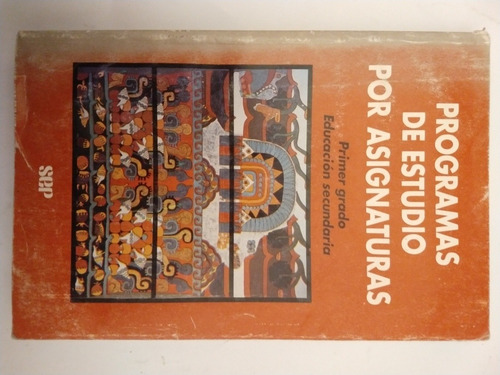 PROGRAMAS
DE ESTUDIO
POR ASIGNATURAS
Primer grado
Educación secundaria
sep